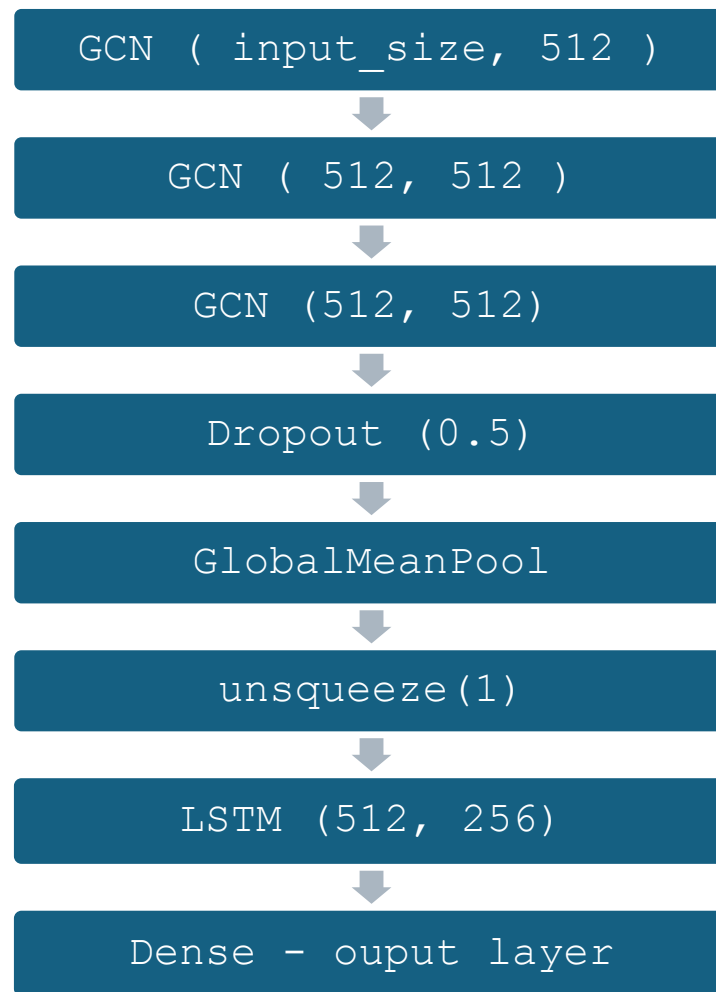 GCN ( input_size, 512 )
GCN ( 512, 512 )
GCN (512, 512)
Dropout (0.5)
GlobalMeanPool
unsqueeze(1)
LSTM (512, 256)
Dense - ouput layer